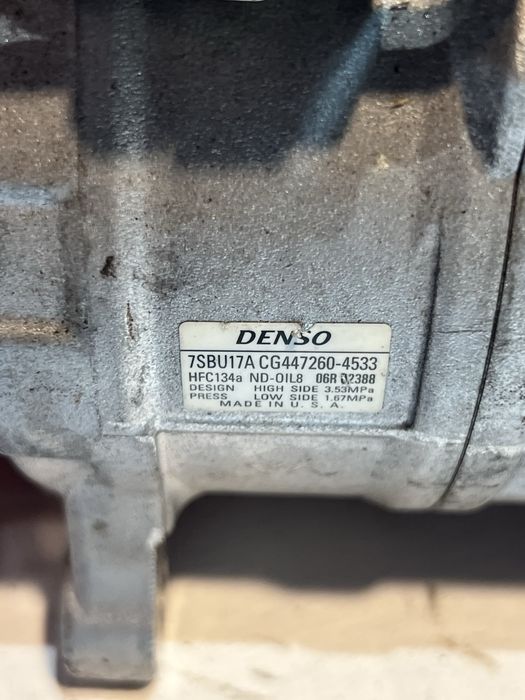 DENSO
7SBU17A CG447260-4533
HFC134a ND-OIL8 06R 02388
DESIGN HIGH SIDE 3.53MPa
PRESS LOW SIDE 1.67MPa
MADE IN U.S.A.